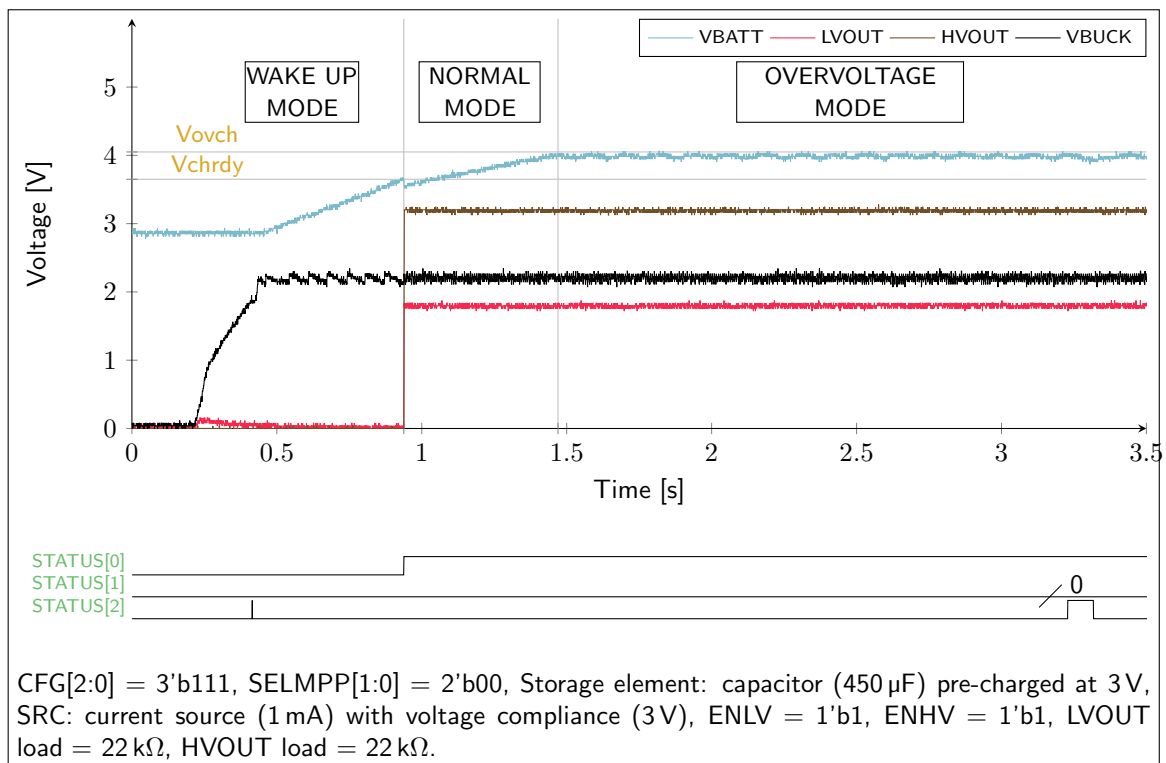 VBATT LVOUT HVOUT VBUCK
WAKE UP
MODE
NORMAL
MODE
OVERVOLTAGE
MODE
Vovch
Vchrdy
Voltage [V]
5
4
3
2
1
0
0 0.5 1 1.5 2 2.5 3 3.5
Time [s]
STATUS[0]
STATUS[1]
STATUS[2]
0
CFG[2:0] = 3'b111, SELMPP[1:0] = 2'b00, Storage element: capacitor (450 µF) pre-charged at 3 V,
SRC: current source (1 mA) with voltage compliance (3 V), ENLV = 1'b1, ENHV = 1'b1, LVOUT
load = 22 kΩ, HVOUT load = 22 kΩ.